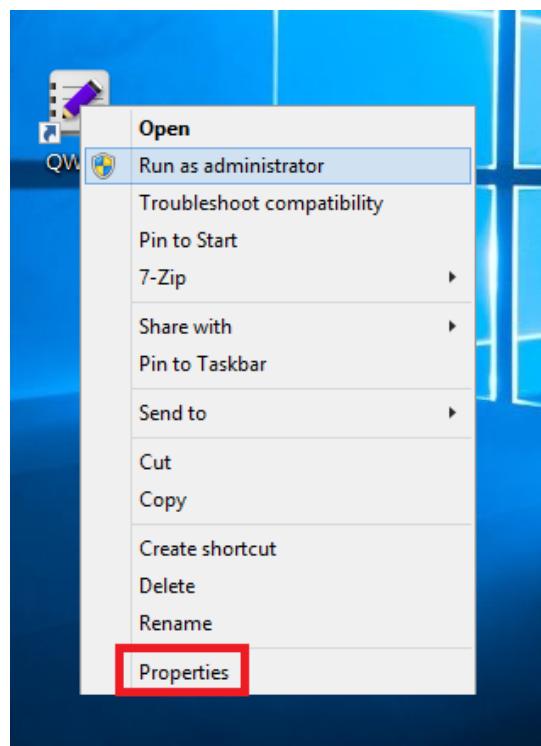 QW
Open
Run as administrator
Troubleshoot compatibility
Pin to Start
7-Zip
Share with
Pin to Taskbar
Send to
Cut
Copy
Create shortcut
Delete
Rename
Properties